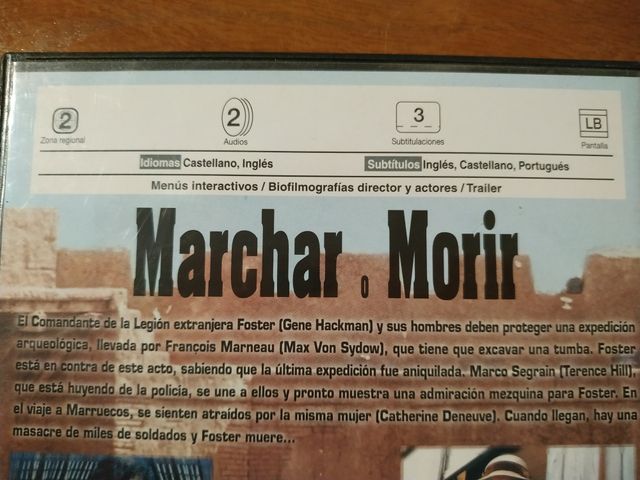 2 2 3 LB
Zona regional Audios Subtitulaciones Pantalla
Idiomas Castellano, Inglés Subtítulos Inglés, Castellano, Portugués
Menús interactivos / Biofilmografías director y actores / Trailer
Marchar o Morir
El Comandante de la Legión extranjera Foster (Gene Hackman) y sus hombres deben proteger una expedición
arqueológica, llevada por Francois Marneau (Max Von Sydow), que tiene que excavar una tumba. Foster
está en contra de este acto, sabiendo que la última expedición fue aniquilada. Marco Segrain (Terence Hill),
que está huyendo de la policía, se une a ellos y pronto muestra una admiración mezquina para Foster. En
el viaje a Marruecos, se sienten atraídos por la misma mujer (Catherine Deneuve). Cuando llegan, hay una
masacre de miles de soldados y Foster muere...